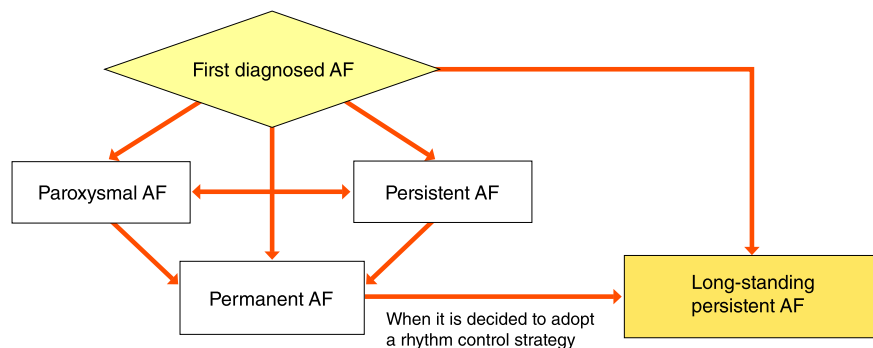 First diagnosed AF
Paroxysmal AF
Persistent AF
Permanent AF
Long-standing
persistent AF
When it is decided to adopt
a rhythm control strategy